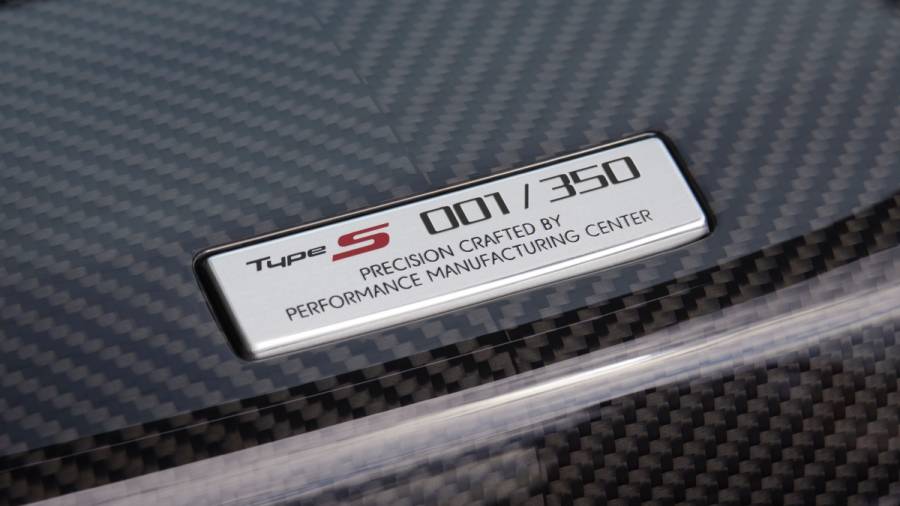 Type S 001 / 350
PRECISION CRAFTED BY
PERFORMANCE MANUFACTURING CENTER